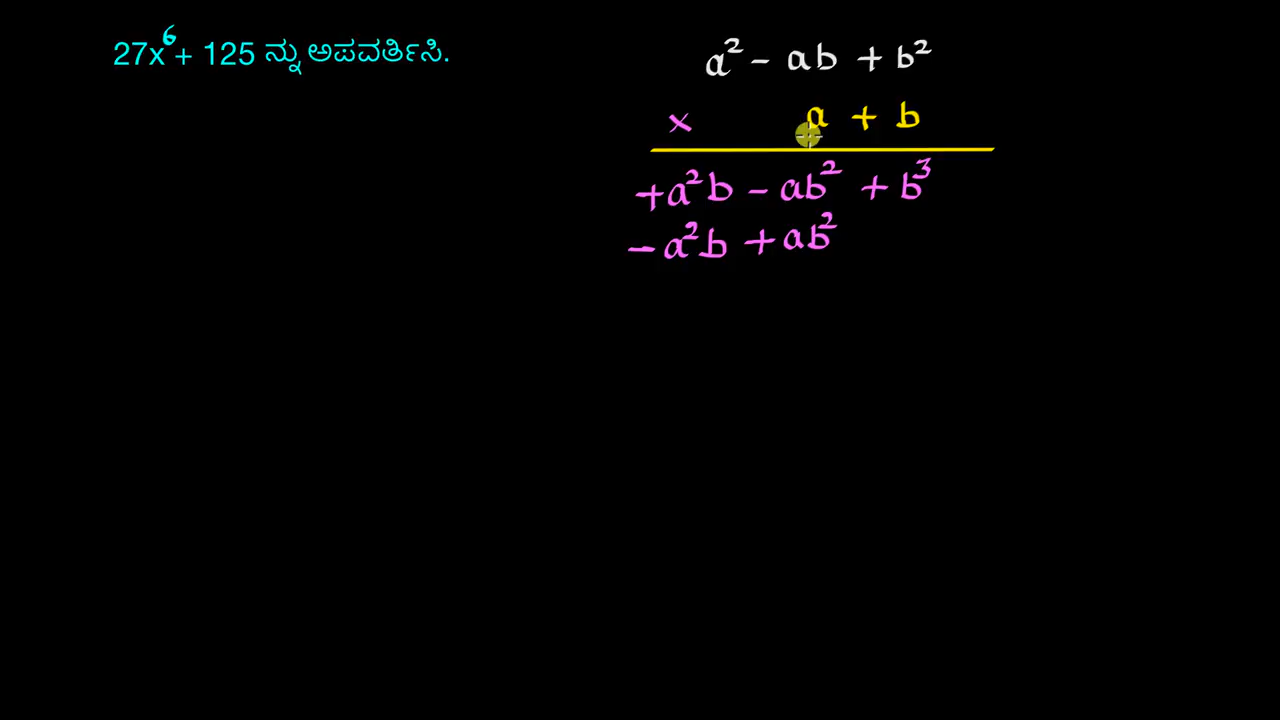 27x⁶ + 125 ನ್ನು ಅಪವರ್ತಿಸಿ.
a² - ab + b²
× a + b
+a²b - ab² + b³
-a²b + ab²